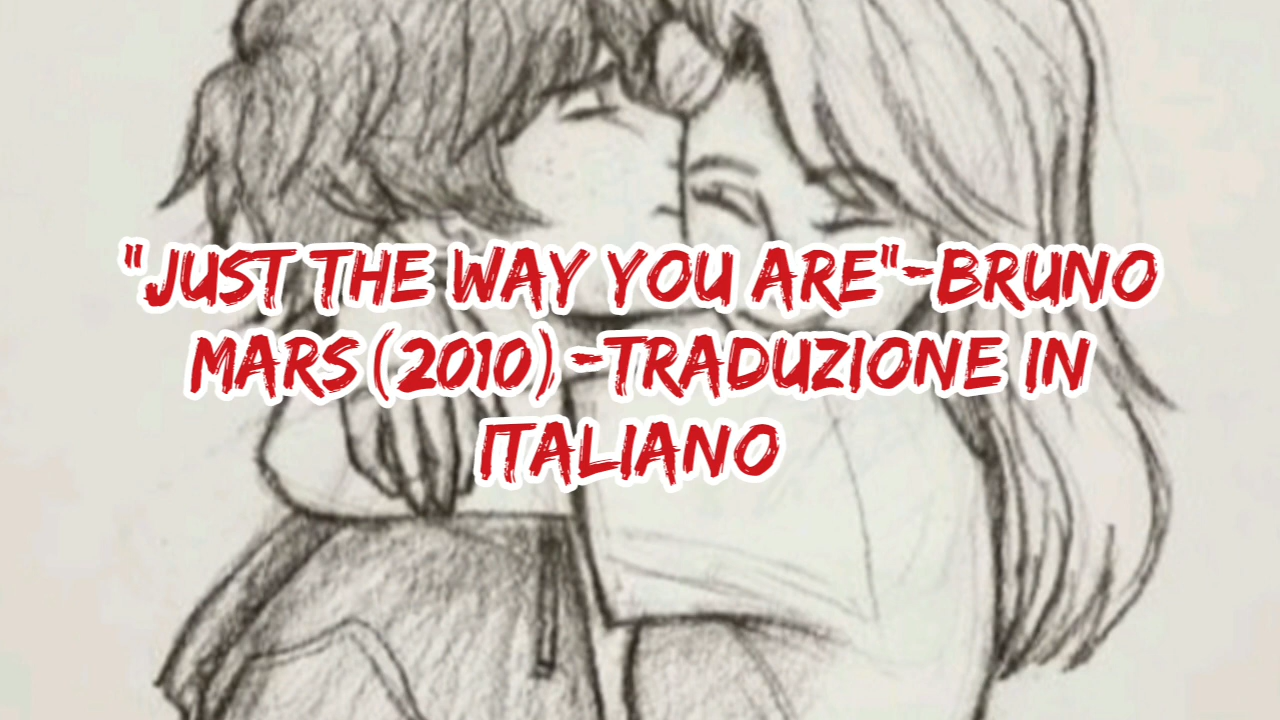 "JUST THE WAY YOU ARE"-BRUNO
MARS (2010) -TRADUZIONE IN
ITALIANO